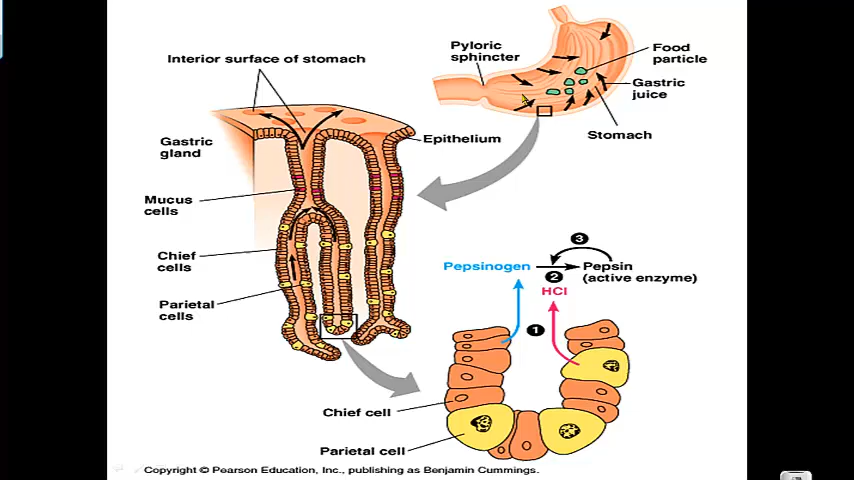 Interior surface of stomach
Pyloric
sphincter
Food
particle
Gastric
juice
Stomach
Gastric
gland
Epithelium
Mucus
cells
Chief
cells
Parietal
cells
3
Pepsinogen
Pepsin
(active enzyme)
2
HCl
1
Chief cell
Parietal cell
Copyright © Pearson Education, Inc., publishing as Benjamin Cummings.